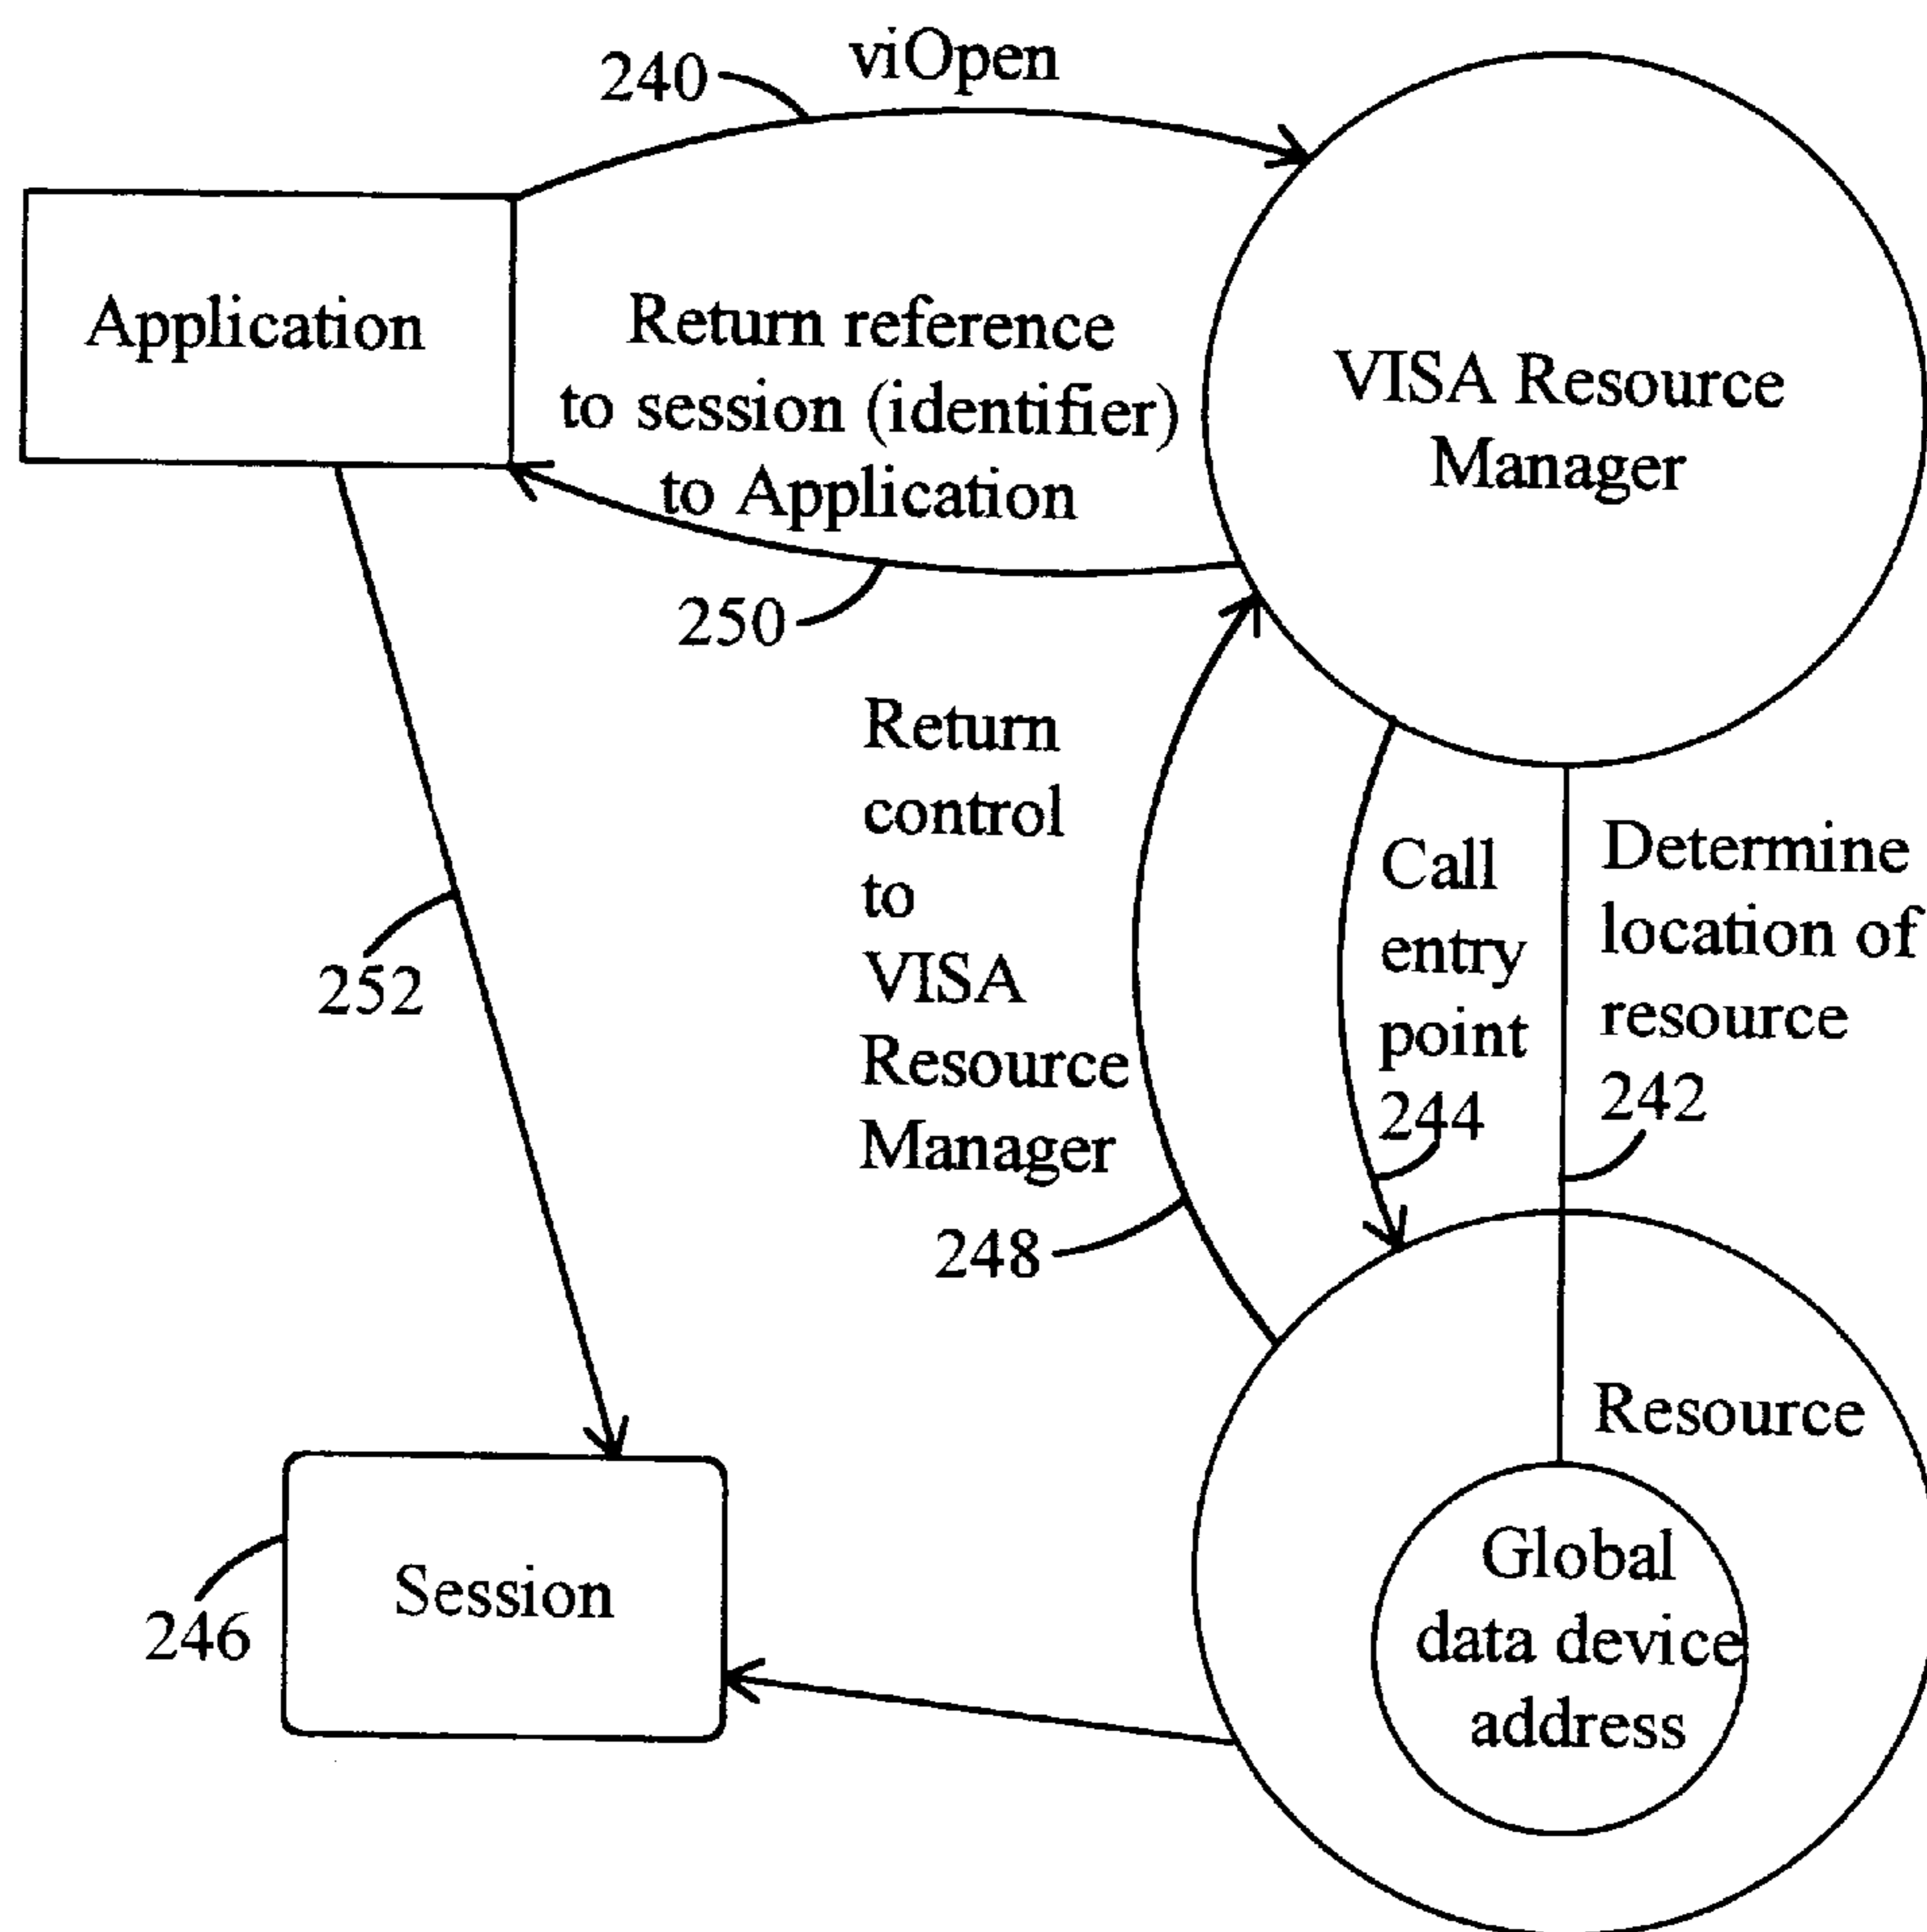 240
viOpen
Application
Return reference
to session (identifier)
to Application
VISA Resource
Manager
250
Return
control
to
VISA
Resource
Manager
248
Call
entry
point
244
Determine
location of
resource
242
252
Resource
Global
data device
address
Session
246